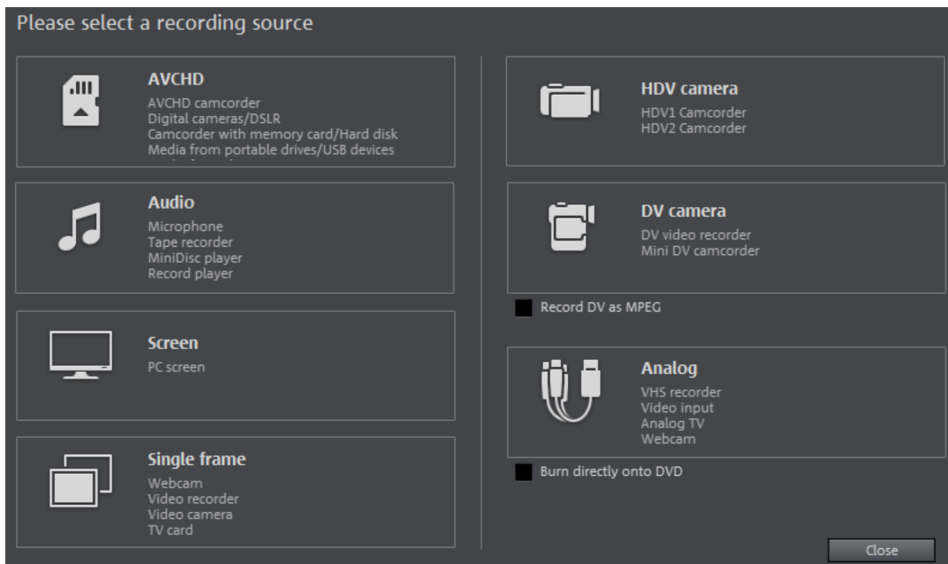 Please select a recording source
AVCHD
AVCHD camcorder
Digital cameras/DSLR
Camcorder with memory card/Hard disk
Media from portable drives/USB devices
Audio
Microphone
Tape recorder
MiniDisc player
Record player
Screen
PC screen
Single frame
Webcam
Video recorder
Video camera
TV card
HDV camera
HDV1 Camcorder
HDV2 Camcorder
DV camera
DV video recorder
Mini DV camcorder
Record DV as MPEG
Analog
VHS recorder
Video input
Analog TV
Webcam
Burn directly onto DVD
Close